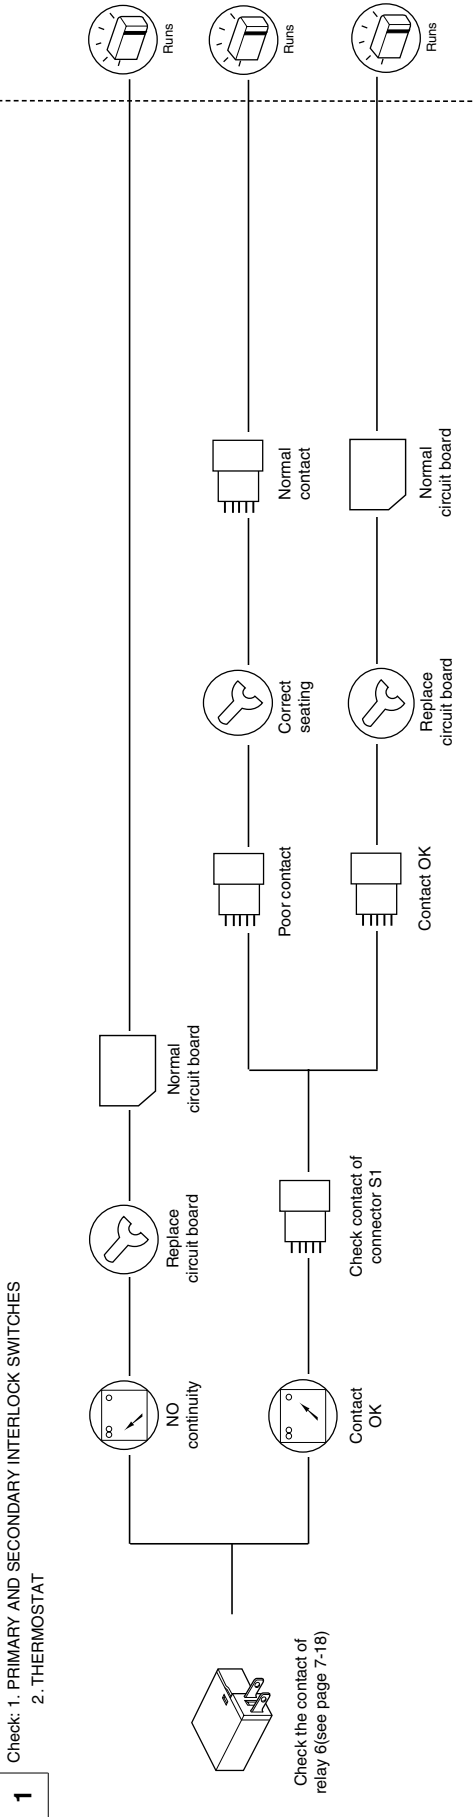 1
Check: 1. PRIMARY AND SECONDARY INTERLOCK SWITCHES
2. THERMOSTAT
Check the contact of
relay 6(see page 7-18)
NO
continuity
Replace
circuit board
Normal
circuit board
Runs
Contact
OK
Check contact of
connector S1
Poor contact
Correct
seating
Normal
contact
Runs
Contact OK
Replace
circuit board
Normal
circuit board
Runs